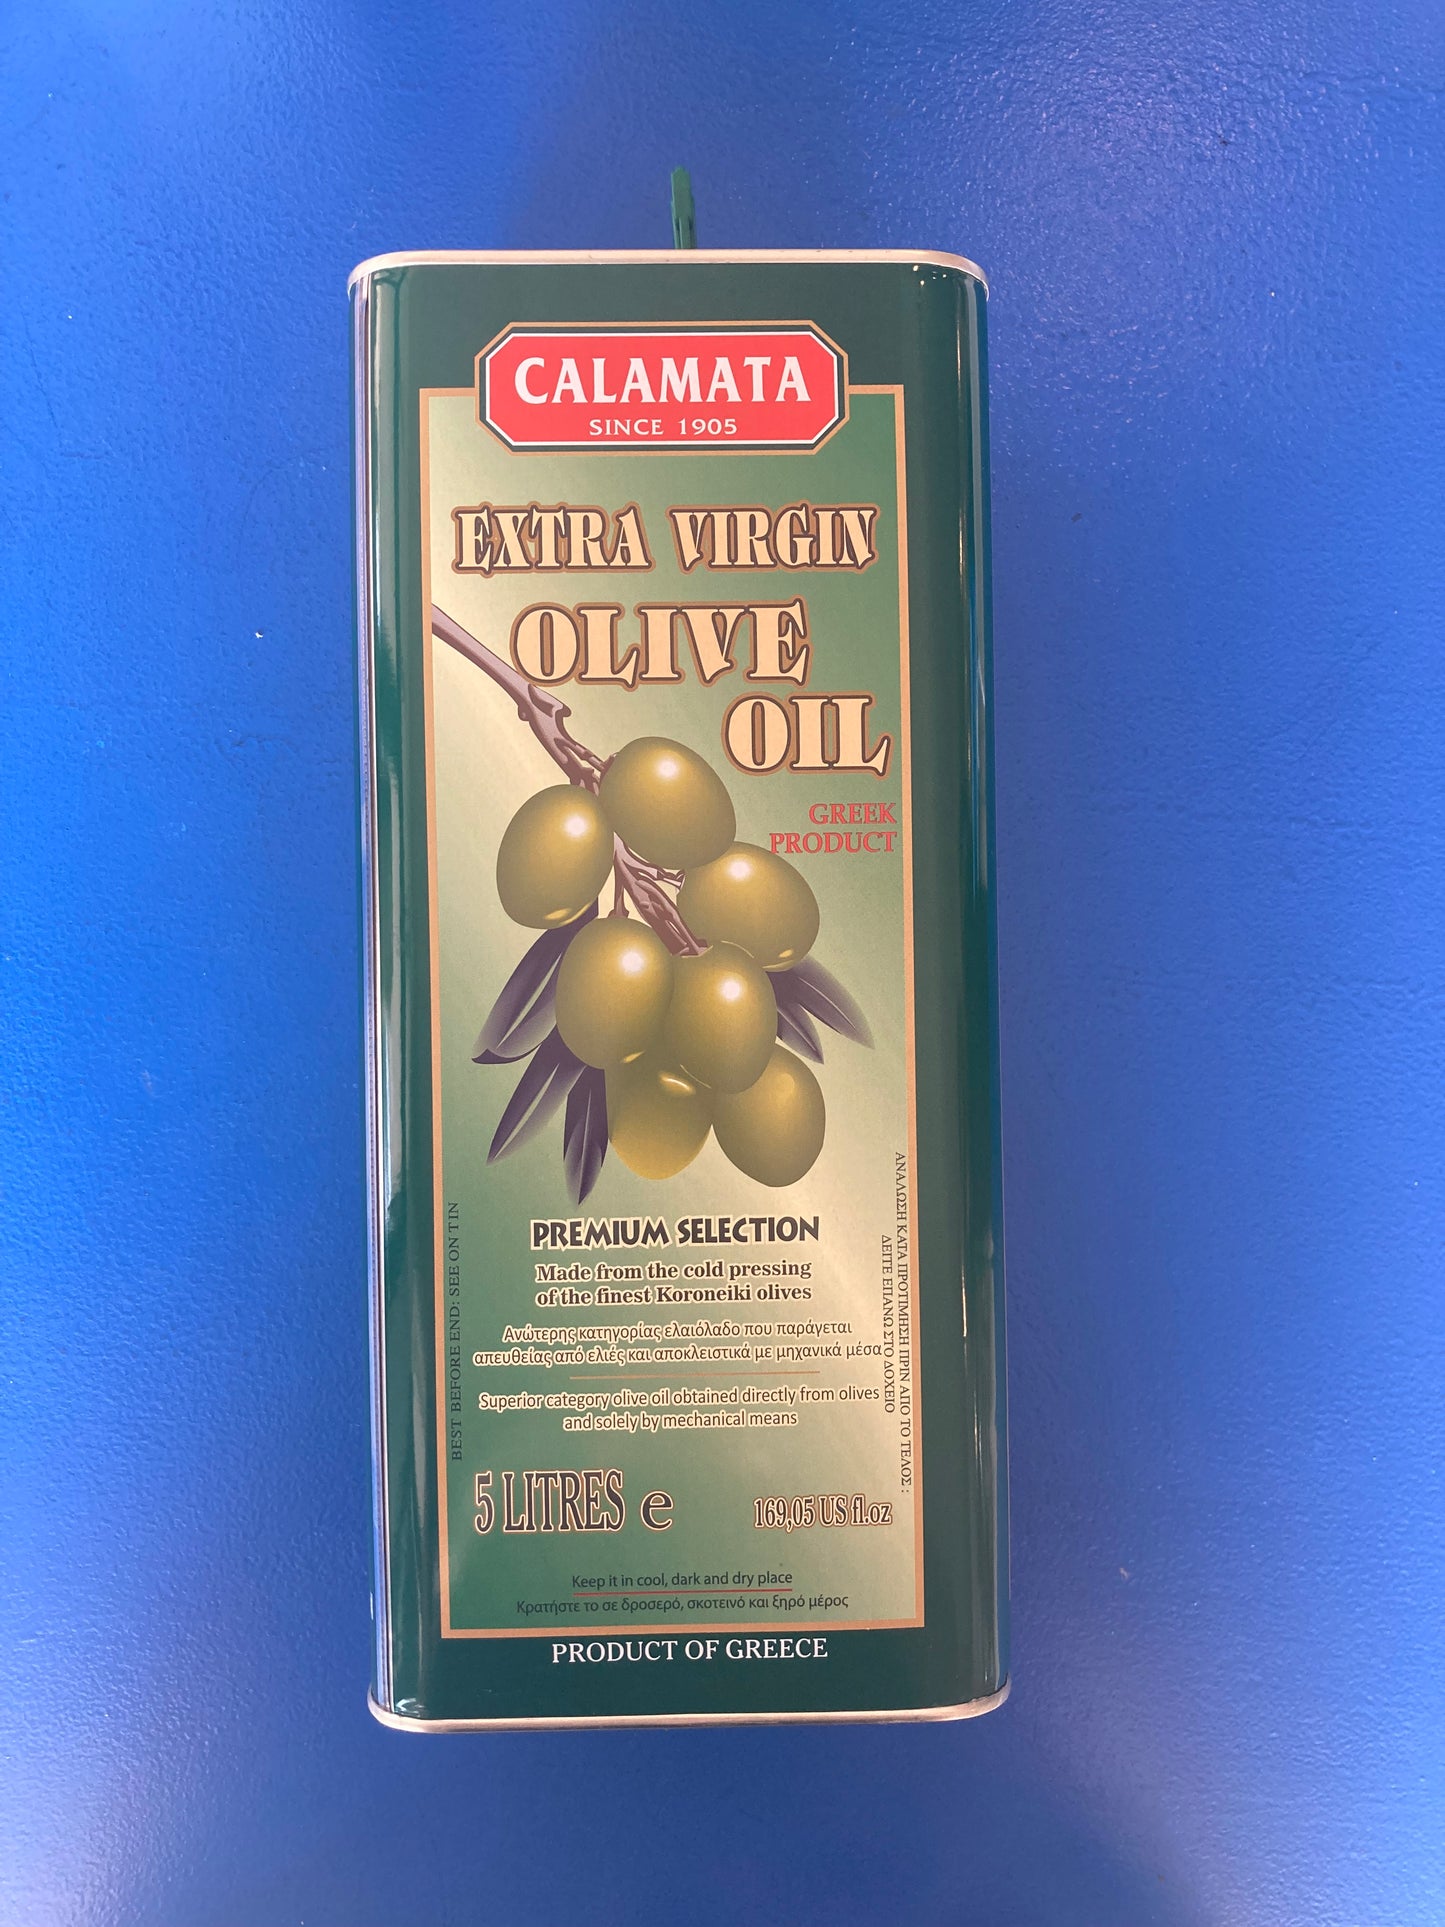 CALAMATA
SINCE 1905
EXTRA VIRGIN
OLIVE
OIL
GREEK
PRODUCT
PREMIUM SELECTION
Made from the cold pressing
of the finest Koroneiki olives
Ανώτερης κατηγορίας ελαιόλαδο που παράγεται
απευθείας από ελιές και αποκλειστικά με μηχανικά μέσα
Superior category olive oil obtained directly from olives
and solely by mechanical means
BEST BEFORE END: SEE ON TIN
ΑΝΑΛΩΣΗ ΚΑΤΑ ΠΡΟΤΙΜΗΣΗ ΠΡΙΝ ΑΠΟ ΤΟ ΤΕΛΟΣ :
ΔΕΙΤΕ ΕΠΑΝΩ ΣΤΟ ΔΟΧΕΙΟ
5 LITRES e
169,05 US fl.oz
Keep it in cool, dark and dry place
Κρατήστε το σε δροσερό, σκοτεινό και ξηρό μέρος
PRODUCT OF GREECE